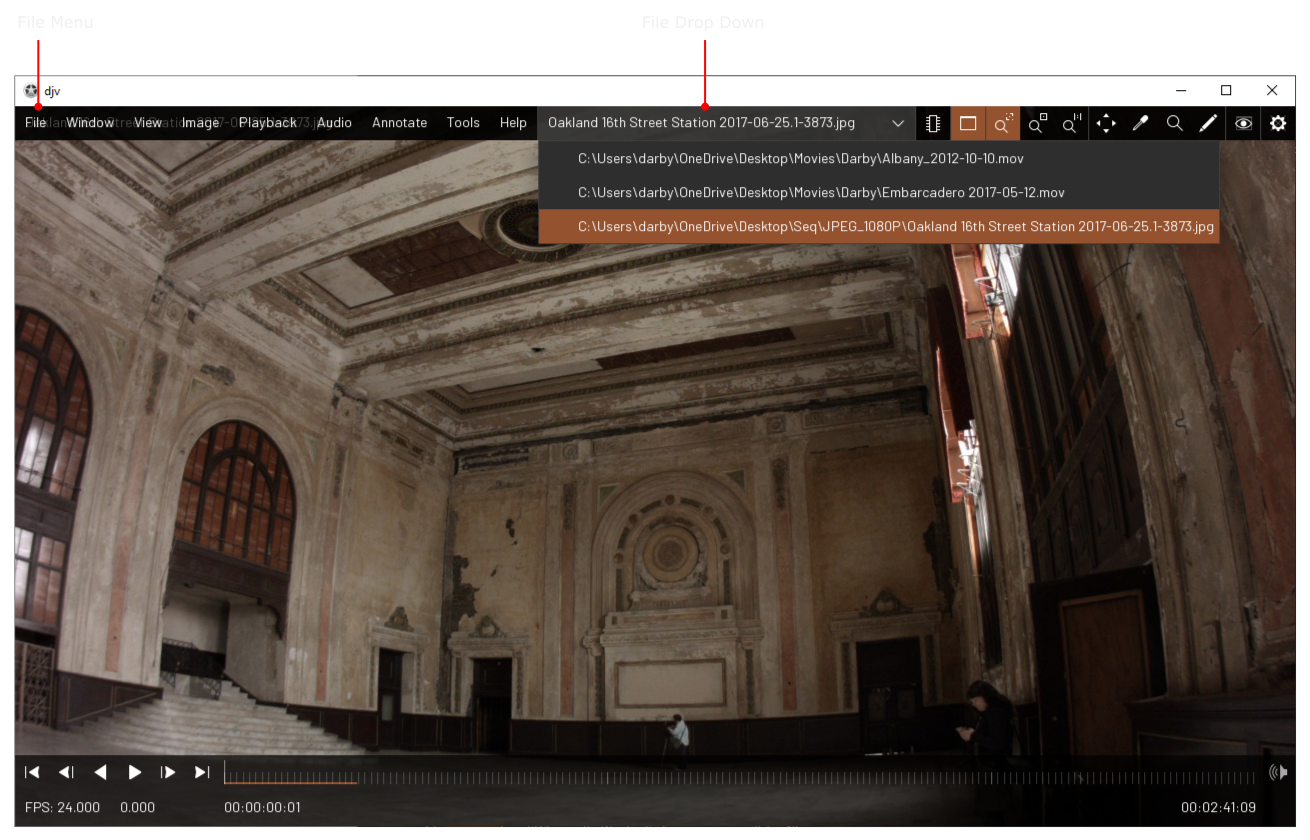 File Menu
File Drop Down
djv
File Window View Image Playback Audio Annotate Tools Help
Oakland 16th Street Station 2017-06-25.1-3873.jpg
C:\Users\darby\OneDrive\Desktop\Movies\Darby\Albany_2012-10-10.mov
C:\Users\darby\OneDrive\Desktop\Movies\Darby\Embarcadero 2017-05-12.mov
C:\Users\darby\OneDrive\Desktop\Seq\JPEG_1080P\Oakland 16th Street Station 2017-06-25.1-3873.jpg
FPS: 24.000 0.000 00:00:00:01 00:02:41:09